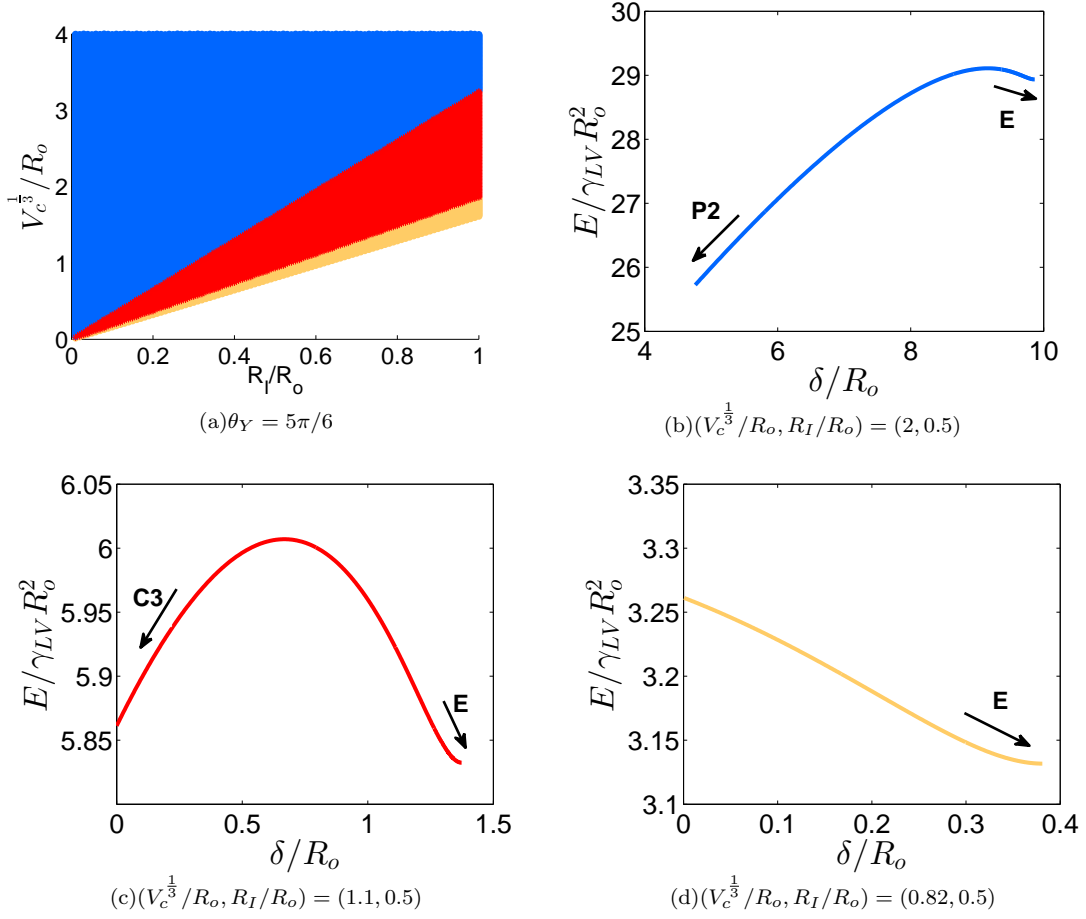 4
3
2
1
0
V_c^{1/3}/R_o
0
0.2
0.4
0.6
0.8
1
R_I/R_o
(a)θ_Y = 5π/6
30
29
28
27
26
25
E/γ_{LV}R_o^2
P2
E
4
6
8
10
δ/R_o
(b)(V_c^{1/3}/R_o, R_I/R_o) = (2, 0.5)
6.05
6
5.95
5.9
5.85
E/γ_{LV}R_o^2
C3
E
0
0.5
1
1.5
δ/R_o
(c)(V_c^{1/3}/R_o, R_I/R_o) = (1.1, 0.5)
3.35
3.3
3.25
3.2
3.15
3.1
E/γ_{LV}R_o^2
E
0
0.1
0.2
0.3
0.4
δ/R_o
(d)(V_c^{1/3}/R_o, R_I/R_o) = (0.82, 0.5)